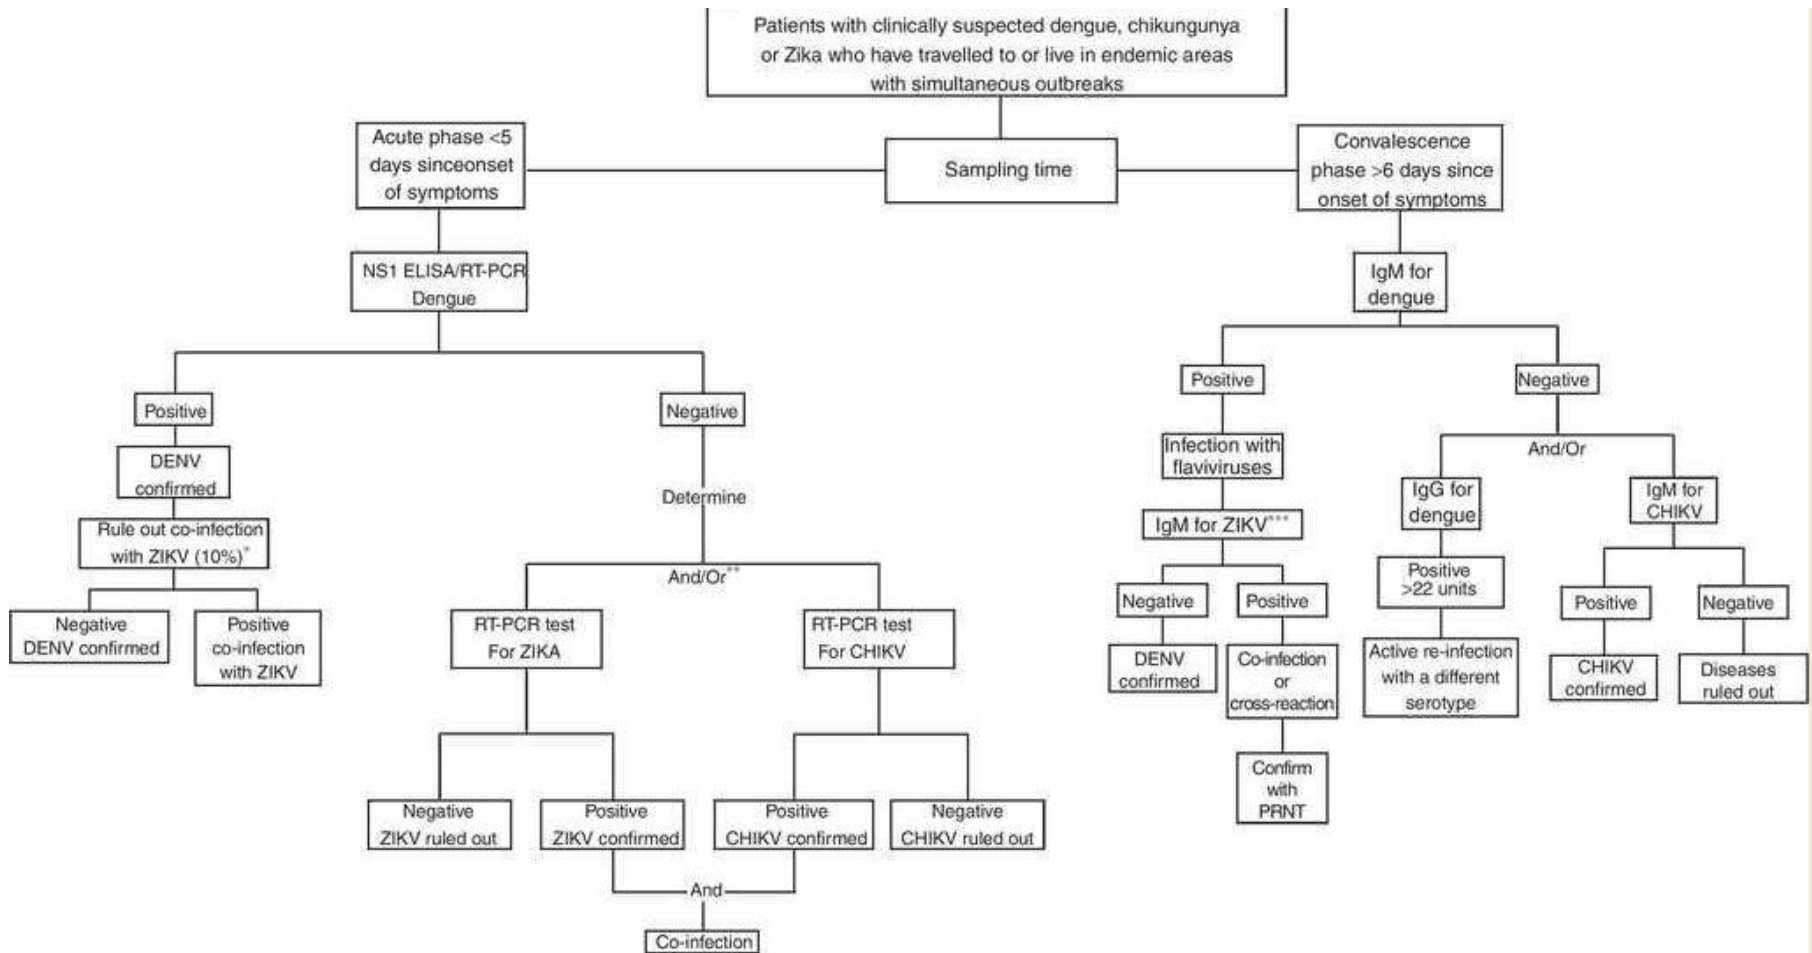 Patients with clinically suspected dengue, chikungunya
or Zika who have travelled to or live in endemic areas
with simultaneous outbreaks
Acute phase <5
days sinceonset
of symptoms
Sampling time
Convalescence
phase >6 days since
onset of symptoms
NS1 ELISA/RT-PCR
Dengue
IgM for
dengue
Positive
Negative
Positive
Negative
DENV
confirmed
Determine
Infection with
flaviviruses
And/Or
Rule out co-infection
with ZIKV (10%)*
IgM for ZIKV***
IgG for
dengue
IgM for
CHIKV
And/Or**
Negative
DENV confirmed
Positive
co-infection
with ZIKV
RT-PCR test
For ZIKA
RT-PCR test
For CHIKV
Negative
Positive
Positive
>22 units
Positive
Negative
DENV
confirmed
Co-infection
or
cross-reaction
Active re-infection
with a different
serotype
CHIKV
confirmed
Diseases
ruled out
Confirm
with
PRNT
Negative
ZIKV ruled out
Positive
ZIKV confirmed
Positive
CHIKV confirmed
Negative
CHIKV ruled out
And
Co-infection